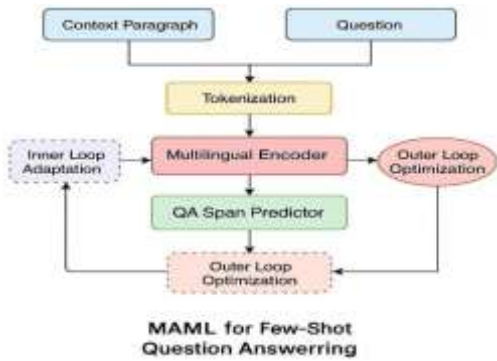 Context Paragraph
Question
Tokenization
Inner Loop
Adaptation
Multilingual Encoder
Outer Loop
Optimization
QA Span Predictor
Outer Loop
Optimization
MAML for Few-Shot
Question Answerring